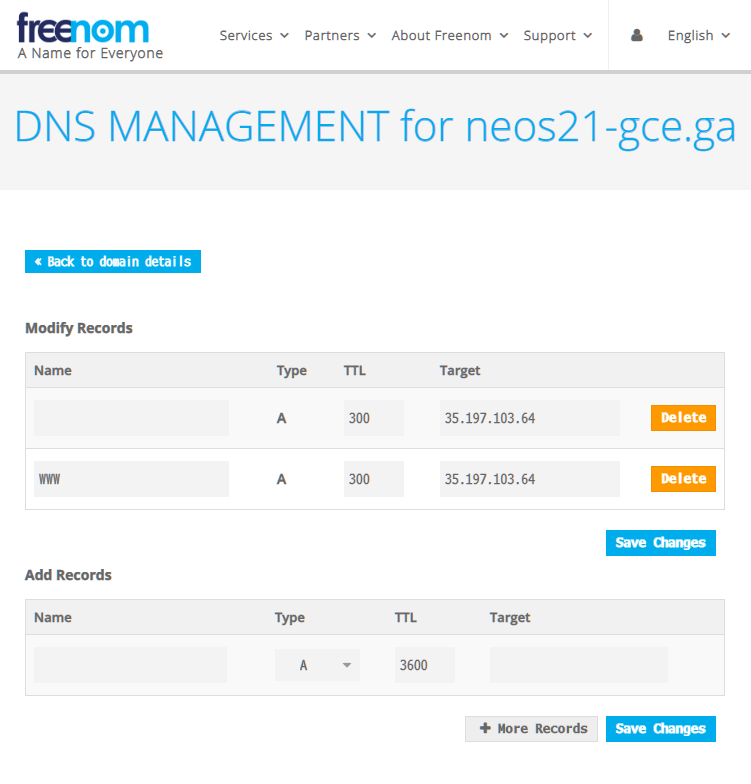 freenom
A Name for Everyone
Services Partners About Freenom Support English
DNS MANAGEMENT for neos21-gce.ga
« Back to domain details
Modify Records
Name Type TTL Target
A 300 35.197.103.64 Delete
WWW A 300 35.197.103.64 Delete
Save Changes
Add Records
Name Type TTL Target
A 3600
+ More Records Save Changes